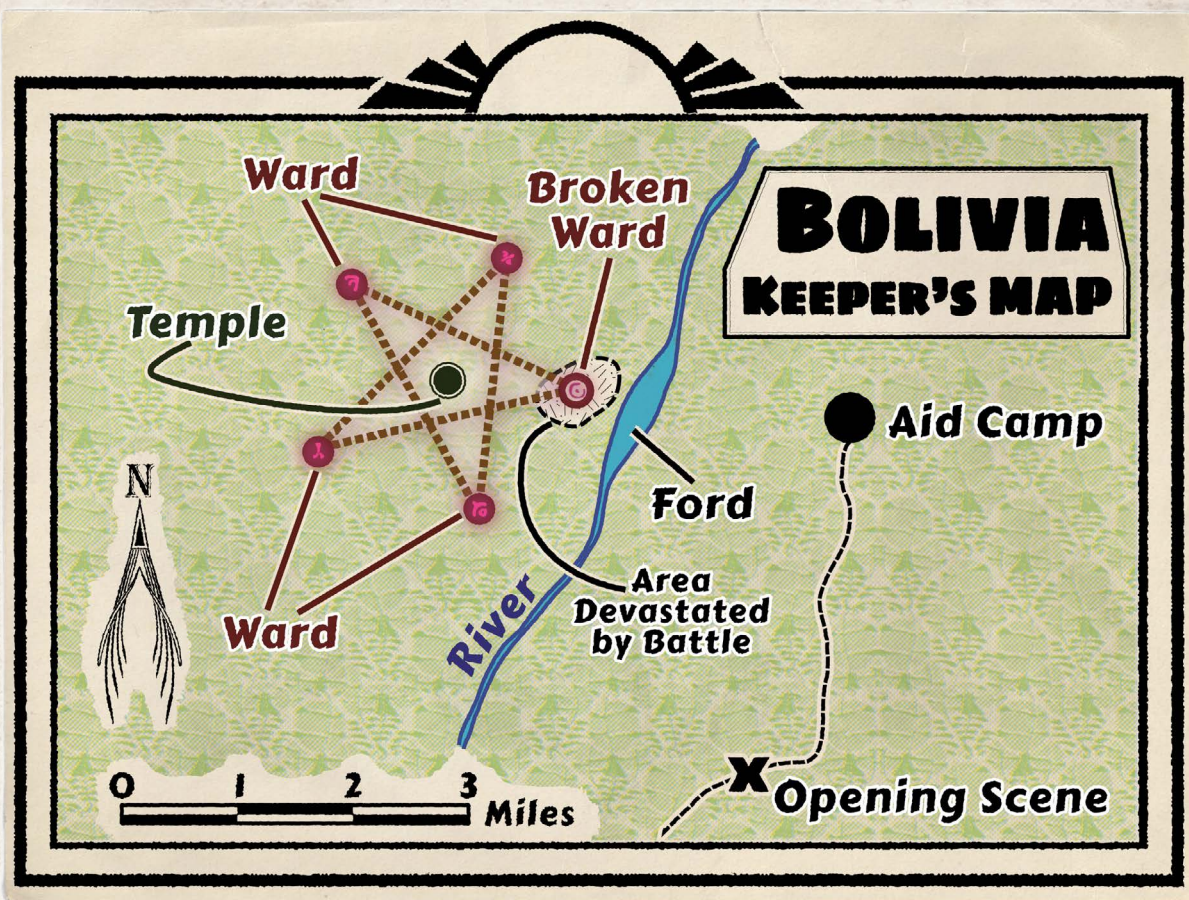 Ward
Broken
Ward
BOLIVIA
KEEPER'S MAP
Temple
Aid Camp
N
Ford
Area
Devastated
by Battle
River
Ward
0 1 2 3
Miles
Opening Scene